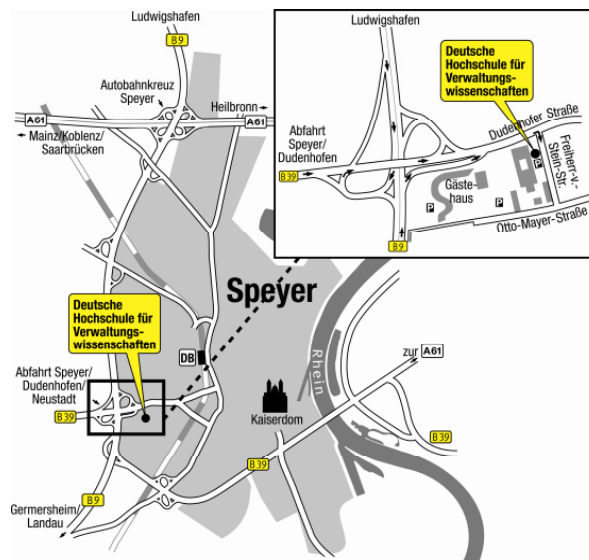 Ludwigshafen
B9
Autobahnkreuz
Speyer
Heilbronn
A61
A61
Mainz/Koblenz/
Saarbrücken
Deutsche
Hochschule für
Verwaltungs-
wissenschaften
Abfahrt Speyer/
Dudenhofen/
Neustadt
B39
DB
Speyer
Kaiserdom
Rhein
zur A61
B39
B39
B9
Germersheim/
Landau
Ludwigshafen
Deutsche
Hochschule für
Verwaltungs-
wissenschaften
Abfahrt
Speyer/
Dudenhofen
B39
Dudenhofer Straße
Freiherr-v.-
Stein-Str.
Gäste-
haus
P
P
Otto-Mayer-Straße
B9